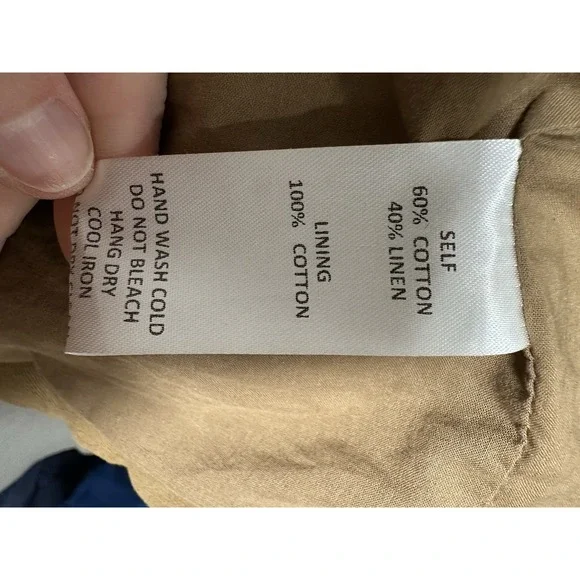 SELF
60% COTTON
40% LINEN
LINING
100% COTTON
HAND WASH COLD
DO NOT BLEACH
HANG DRY
COOL IRON